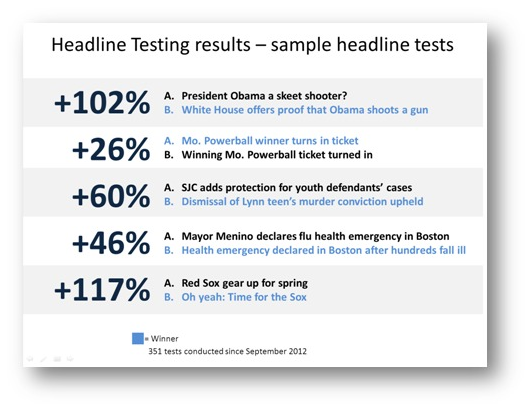 Headline Testing results – sample headline tests
+102%
A. President Obama a skeet shooter?
B. White House offers proof that Obama shoots a gun
+26%
A. Mo. Powerball winner turns in ticket
B. Winning Mo. Powerball ticket turned in
+60%
A. SJC adds protection for youth defendants' cases
B. Dismissal of Lynn teen's murder conviction upheld
+46%
A. Mayor Menino declares flu health emergency in Boston
B. Health emergency declared in Boston after hundreds fall ill
+117%
A. Red Sox gear up for spring
B. Oh yeah: Time for the Sox
= Winner
351 tests conducted since September 2012